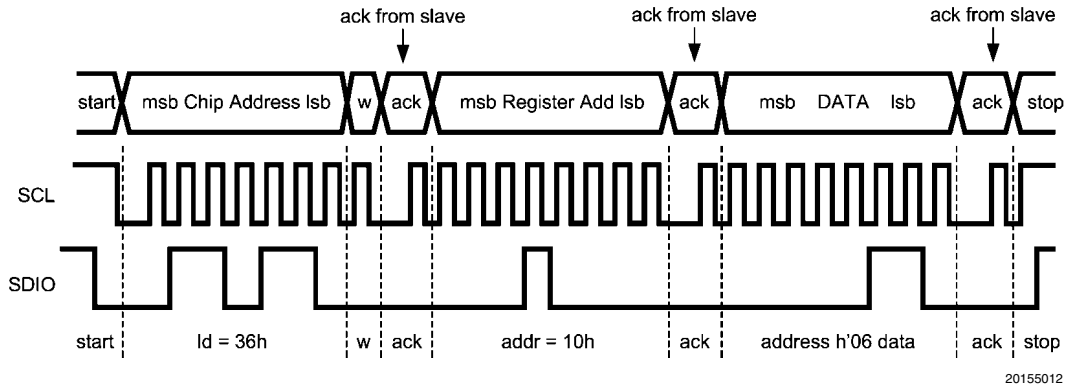 ack from slave ack from slave ack from slave
start msb Chip Address lsb w ack msb Register Add lsb ack msb DATA lsb ack stop
SCL
SDIO
start Id = 36h w ack addr = 10h ack address h'06 data ack stop
20155012